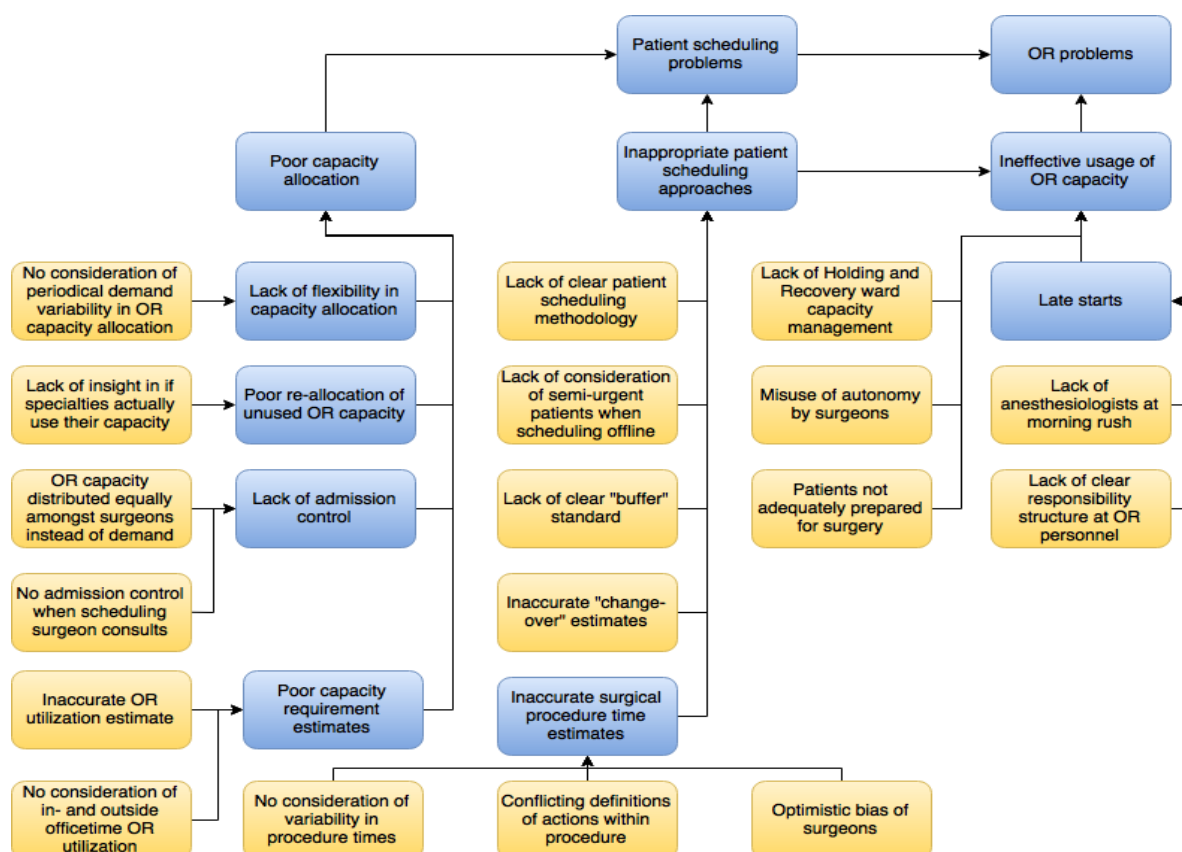 Patient scheduling
problems
OR problems
Poor capacity
allocation
Inappropriate patient
scheduling
approaches
Ineffective usage of
OR capacity
No consideration of
periodical demand
variability in OR
capacity allocation
Lack of flexibility in
capacity allocation
Lack of clear patient
scheduling
methodology
Lack of Holding and
Recovery ward
capacity
management
Late starts
Lack of insight in if
specialties actually
use their capacity
Poor re-allocation of
unused OR capacity
Lack of consideration
of semi-urgent
patients when
scheduling offline
Misuse of autonomy
by surgeons
Lack of
anesthesiologists at
morning rush
OR capacity
distributed equally
amongst surgeons
instead of demand
Lack of admission
control
Lack of clear "buffer"
standard
Patients not
adequately prepared
for surgery
Lack of clear
responsibility
structure at OR
personnel
No admission control
when scheduling
surgeon consults
Inaccurate "change-
over" estimates
Inaccurate OR
utilization estimate
Poor capacity
requirement
estimates
Inaccurate surgical
procedure time
estimates
No consideration of
in- and outside
officetime OR
utilization
No consideration of
variability in
procedure times
Conflicting definitions
of actions within
procedure
Optimistic bias of
surgeons